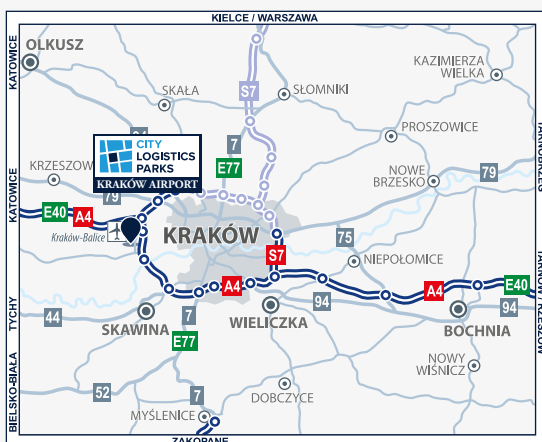 KIELCE / WARSZAWA
OLKUSZ
KATOWICE
KAZIMIERZA
WIELKA
SKAŁA
S7
SŁOMNIKI
7
PROSZOWICE
CITY
LOGISTICS
PARKS
KRAKÓW AIRPORT
E77
KRZESZOW
79
NOWE
BRZESKO
79
TARNOBRZEG
KATOWICE
E40
A4
Kraków-Balice
KRAKÓW
S7
75
NIEPOŁOMICE
A4
A4
E40
TARNÓW / RZESZÓW
TYCHY
44
SKAWINA
7
WIELICZKA
94
94
BOCHNIA
E77
NOWY
WIŚNICZ
BIELSKO-BIAŁA
52
7
DOBCZYCE
MYŚLENICE
ZAKOPANE